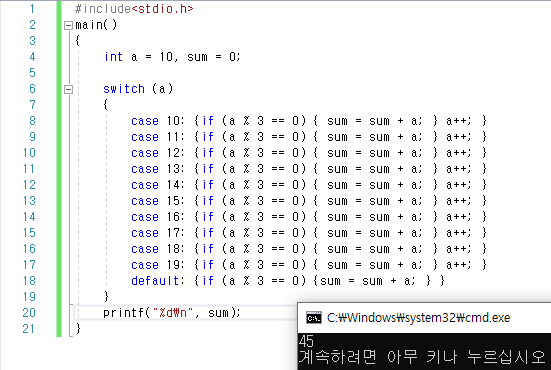 1 #include<stdio.h>
2 main()
3 {
4 int a = 10, sum = 0;
5
6 switch (a)
7 {
8 case 10: {if (a % 3 == 0) { sum = sum + a; } a++; }
9 case 11: {if (a % 3 == 0) { sum = sum + a; } a++; }
10 case 12: {if (a % 3 == 0) { sum = sum + a; } a++; }
11 case 13: {if (a % 3 == 0) { sum = sum + a; } a++; }
12 case 14: {if (a % 3 == 0) { sum = sum + a; } a++; }
13 case 15: {if (a % 3 == 0) { sum = sum + a; } a++; }
14 case 16: {if (a % 3 == 0) { sum = sum + a; } a++; }
15 case 17: {if (a % 3 == 0) { sum = sum + a; } a++; }
16 case 18: {if (a % 3 == 0) { sum = sum + a; } a++; }
17 case 19: {if (a % 3 == 0) { sum = sum + a; } a++; }
18 default: {if (a % 3 == 0) {sum = sum + a; } }
19 }
20 printf("%d₩n", sum);
21 }
C:₩Windows₩system32₩cmd.exe
45
계속하려면 아무 키나 누르십시오